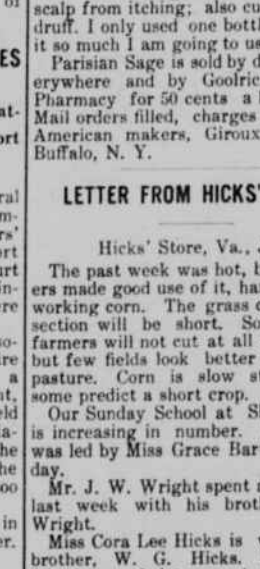 scalp from itching; also cu
druff. I only used one bottl
it so much I am going to us
Parisian Sage is sold by d
erywhere and by Goolric
Pharmacy for 50 cents a
Mail orders filled, charges
American makers, Giroux
Buffalo, N. Y.
LETTER FROM HICKS'
Hicks' Store, Va.,
The past week was hot, b
ers made good use of it, ha
working corn. The grass
section will be short. So
farmers will not cut at all
but few fields look better
pasture. Corn is slow
some predict a short crop.
Our Sunday School at S
is increasing in number.
was led by Miss Grace Bar
day.
Mr. J. W. Wright spent
last week with his brot
Wright.
Miss Cora Lee Hicks is
brother, W. G. Hicks.